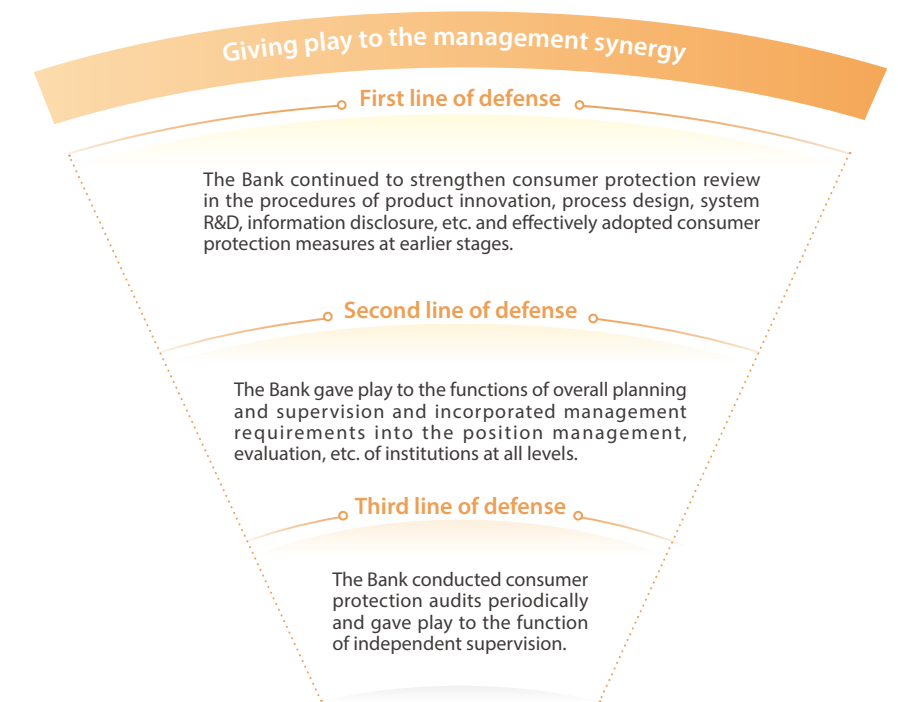 Giving play to the management synergy
First line of defense
The Bank continued to strengthen consumer protection review
in the procedures of product innovation, process design, system
R&D, information disclosure, etc. and effectively adopted consumer
protection measures at earlier stages.
Second line of defense
The Bank gave play to the functions of overall planning
and supervision and incorporated management
requirements into the position management,
evaluation, etc. of institutions at all levels.
Third line of defense
The Bank conducted consumer
protection audits periodically
and gave play to the function
of independent supervision.